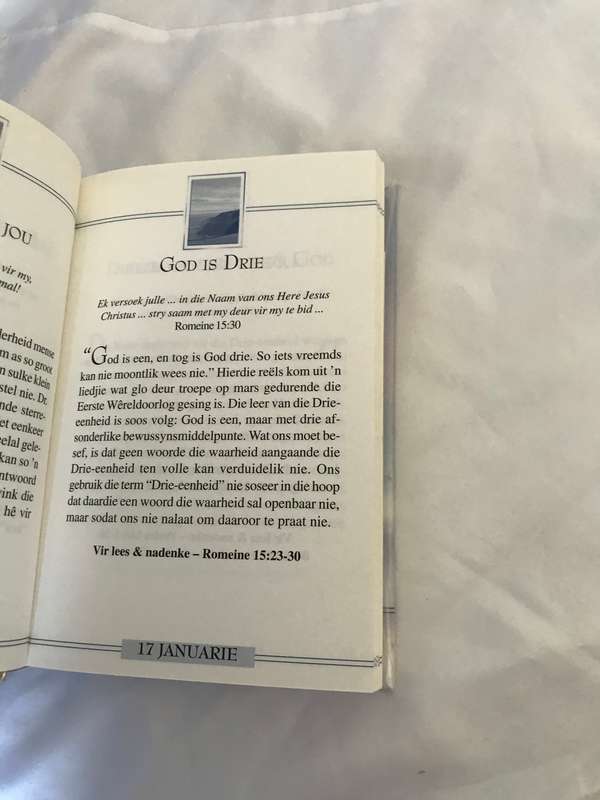 JOU
vir my,
mal!
derheid mense
m as so groot
n sulke klein
stel nie. Dr.
nde sterre-
et eenkeer
elal gele-
kan so 'n
antwoord
vink die
hê vir
GOD IS DRIE
Ek versoek julle ... in die Naam van ons Here Jesus
Christus ... stry saam met my deur vir my te bid ...
Romeine 15:30
“God is een, en tog is God drie. So iets vreemds
kan nie moontlik wees nie.” Hierdie reëls kom uit 'n
liedjie wat glo deur troepe op mars gedurende die
Eerste Wêreldoorlog gesing is. Die leer van die Drie-
eenheid is soos volg: God is een, maar met drie af-
sonderlike bewussynsmiddelpunte. Wat ons moet be-
sef, is dat geen woorde die waarheid aangaande die
Drie-eenheid ten volle kan verduidelik nie. Ons
gebruik die term “Drie-eenheid” nie soseer in die hoop
dat daardie een woord die waarheid sal openbaar nie,
maar sodat ons nie nalaat om daaroor te praat nie.
Vir lees & nadenke – Romeine 15:23-30
17 JANUARIE